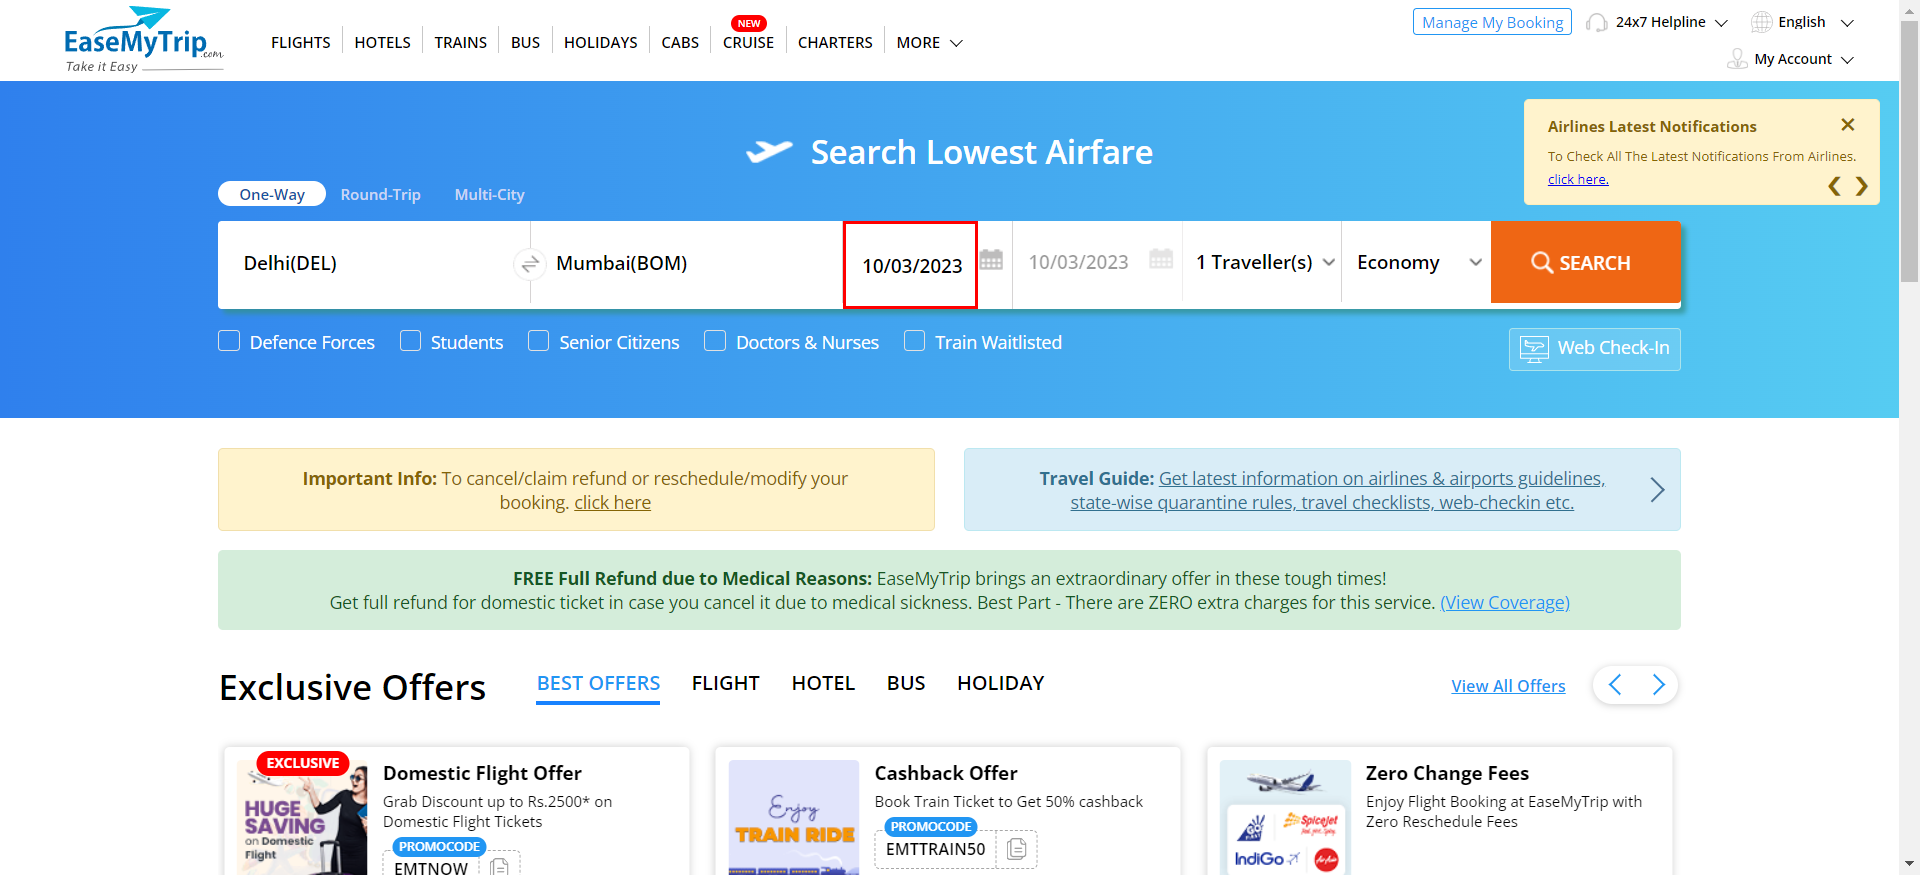 EaseMyTrip.com
Take it Easy
FLIGHTS
HOTELS
TRAINS
BUS
HOLIDAYS
CABS
NEW
CRUISE
CHARTERS
MORE
Manage My Booking
24x7 Helpline
English
My Account
Airlines Latest Notifications
To Check All The Latest Notifications From Airlines.
click here.
Search Lowest Airfare
One-Way
Round-Trip
Multi-City
Delhi(DEL)
Mumbai(BOM)
10/03/2023
10/03/2023
1 Traveller(s)
Economy
SEARCH
Defence Forces
Students
Senior Citizens
Doctors & Nurses
Train Waitlisted
Web Check-In
Important Info: To cancel/claim refund or reschedule/modify your
booking. click here
Travel Guide: Get latest information on airlines & airports guidelines,
state-wise quarantine rules, travel checklists, web-checkin etc.
FREE Full Refund due to Medical Reasons: EaseMyTrip brings an extraordinary offer in these tough times!
Get full refund for domestic ticket in case you cancel it due to medical sickness. Best Part - There are ZERO extra charges for this service. (View Coverage)
Exclusive Offers
BEST OFFERS
FLIGHT
HOTEL
BUS
HOLIDAY
View All Offers
EXCLUSIVE
HUGE
SAVING
on Domestic
Flight
Domestic Flight Offer
Grab Discount up to Rs.2500* on
Domestic Flight Tickets
PROMOCODE
EMTNOW
Enjoy
TRAIN RIDE
Cashback Offer
Book Train Ticket to Get 50% cashback
PROMOCODE
EMTTRAIN50
SpiceJet
IndiGo
AirAsia
Zero Change Fees
Enjoy Flight Booking at EaseMyTrip with
Zero Reschedule Fees